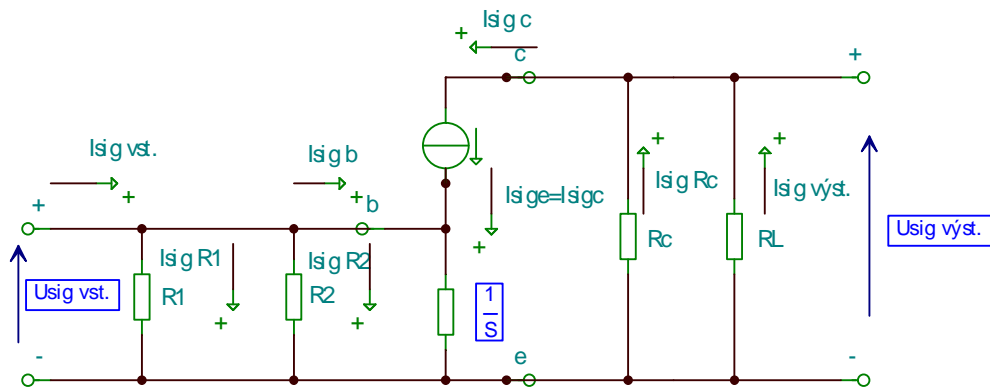 Isig c
+
c
+
Isig vst.
+
Isig b
+
+
Isig Rc
+
Isig výst.
Isige=Isigc
+
+
b
Isig R1
R1
+
Isig R2
R2
+
Rc
RL
Usig vst.
Usig výst.
1
S
-
e
-